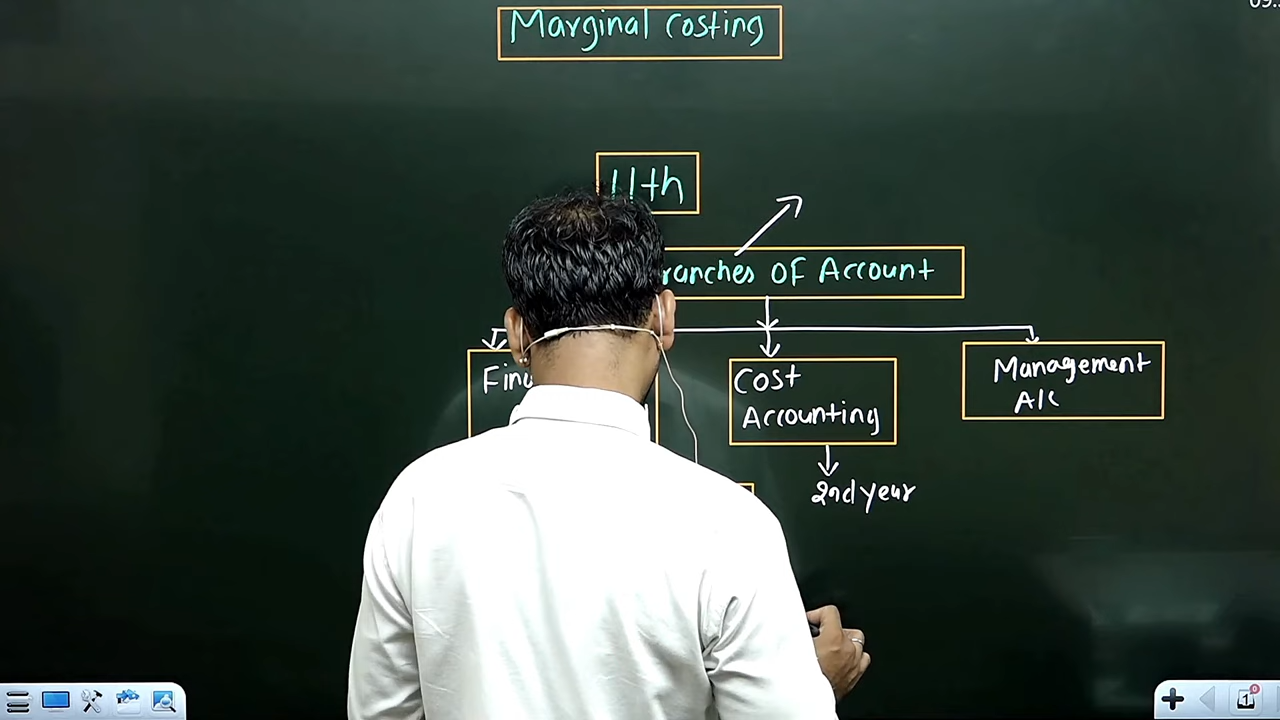 Marginal Costing
11th
ranches OF Account
Fin
Cost
Accounting
Management
A/c
2nd year